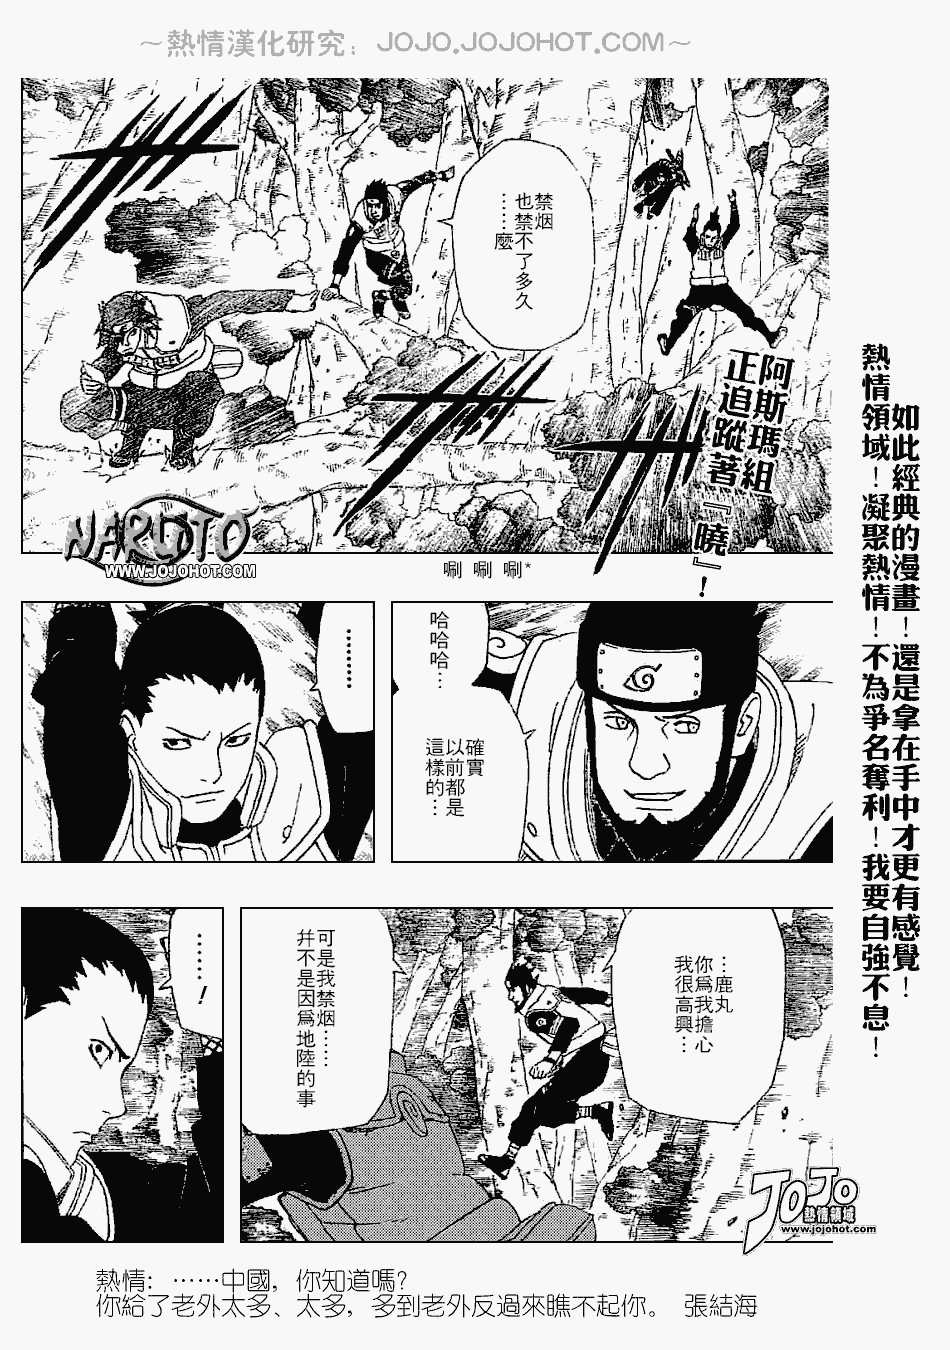 ~熱情漢化研究：JOJO.JOJOHOT.COM~
禁烟
也禁不了多久
……麼
阿斯瑪組
正追蹤著『曉』！
NARUTO
WWW.JOJOHOT.COM
唰 唰 唰*
如此經典的漫畫！還是拿在手中才更有感覺！
熱情領域！凝聚熱情！不為爭名奪利！我要自強不息！
哈哈哈…
確實
以前都是
這樣的…
………
…鹿丸
你爲我擔心
我很高興…
可是我禁烟……
幷不是因爲地陸的事
……！
JOJO
熱情領域
www.jojohot.com
熱情：……中國，你知道嗎？
你給了老外太多、太多，多到老外反過來瞧不起你。 張結海